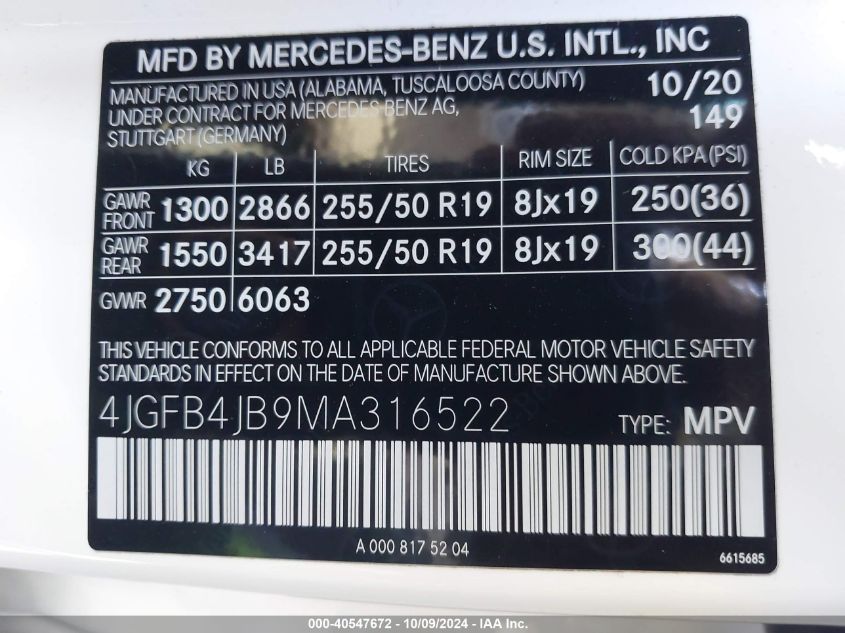 MFD BY MERCEDES-BENZ U.S. INTL., INC
MANUFACTURED IN USA (ALABAMA, TUSCALOOSA COUNTY) 10/20
UNDER CONTRACT FOR MERCEDES-BENZ AG, 149
STUTTGART (GERMANY)
KG LB TIRES RIM SIZE COLD KPA (PSI)
GAWR FRONT 1300 2866 255/50 R19 8Jx19 250(36)
GAWR REAR 1550 3417 255/50 R19 8Jx19 300(44)
GVWR 2750 6063
THIS VEHICLE CONFORMS TO ALL APPLICABLE FEDERAL MOTOR VEHICLE SAFETY
STANDARDS IN EFFECT ON THE DATE OF MANUFACTURE SHOWN ABOVE.
4JGFB4JB9MA316522 TYPE: MPV
A 000 817 52 04
6615685
000-40547672 - 10/09/2024 - IAAI.com